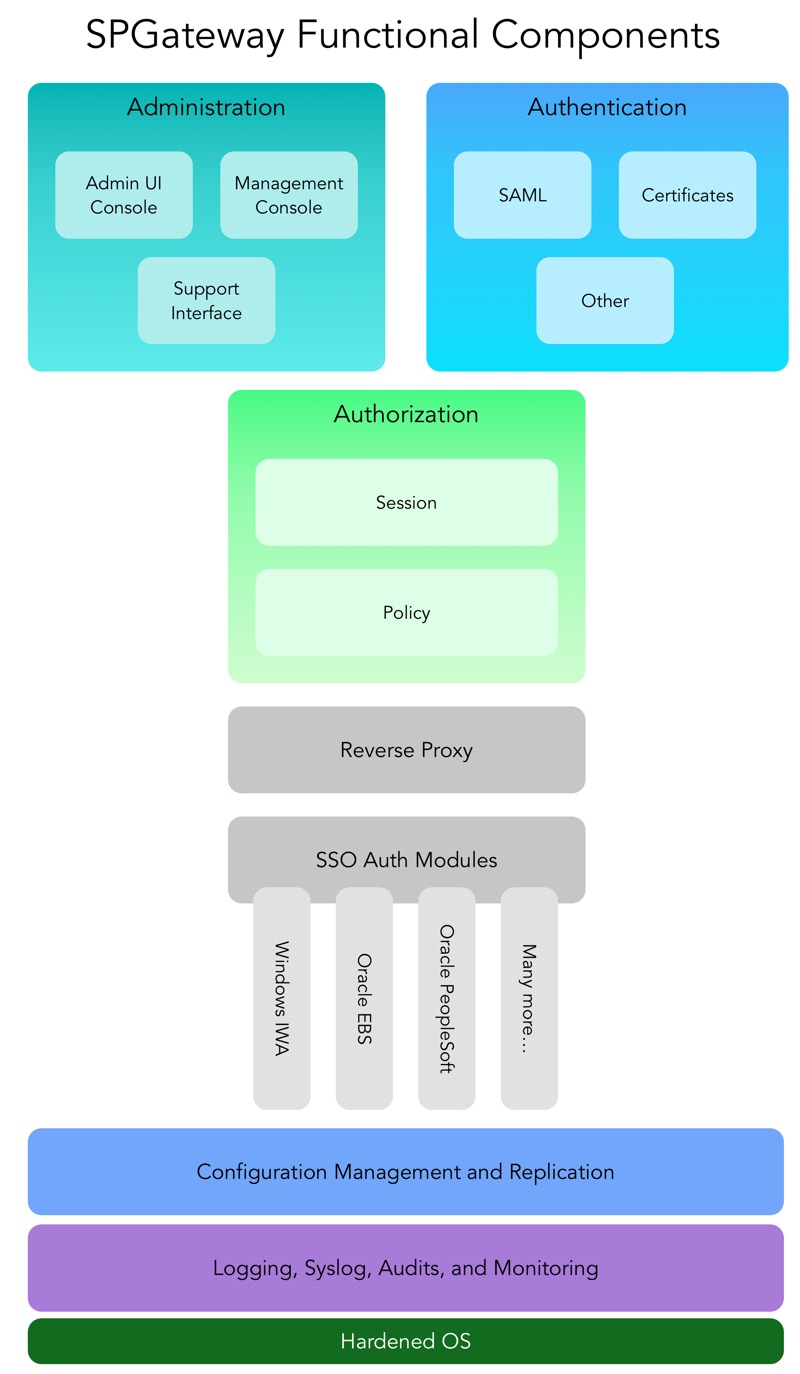 SPGateway Functional Components
Administration
Admin UI
Console
Management
Console
Support
Interface
Authentication
SAML
Certificates
Other
Authorization
Session
Policy
Reverse Proxy
SSO Auth Modules
Windows IWA
Oracle EBS
Oracle PeopleSoft
Many more...
Configuration Management and Replication
Logging, Syslog, Audits, and Monitoring
Hardened OS